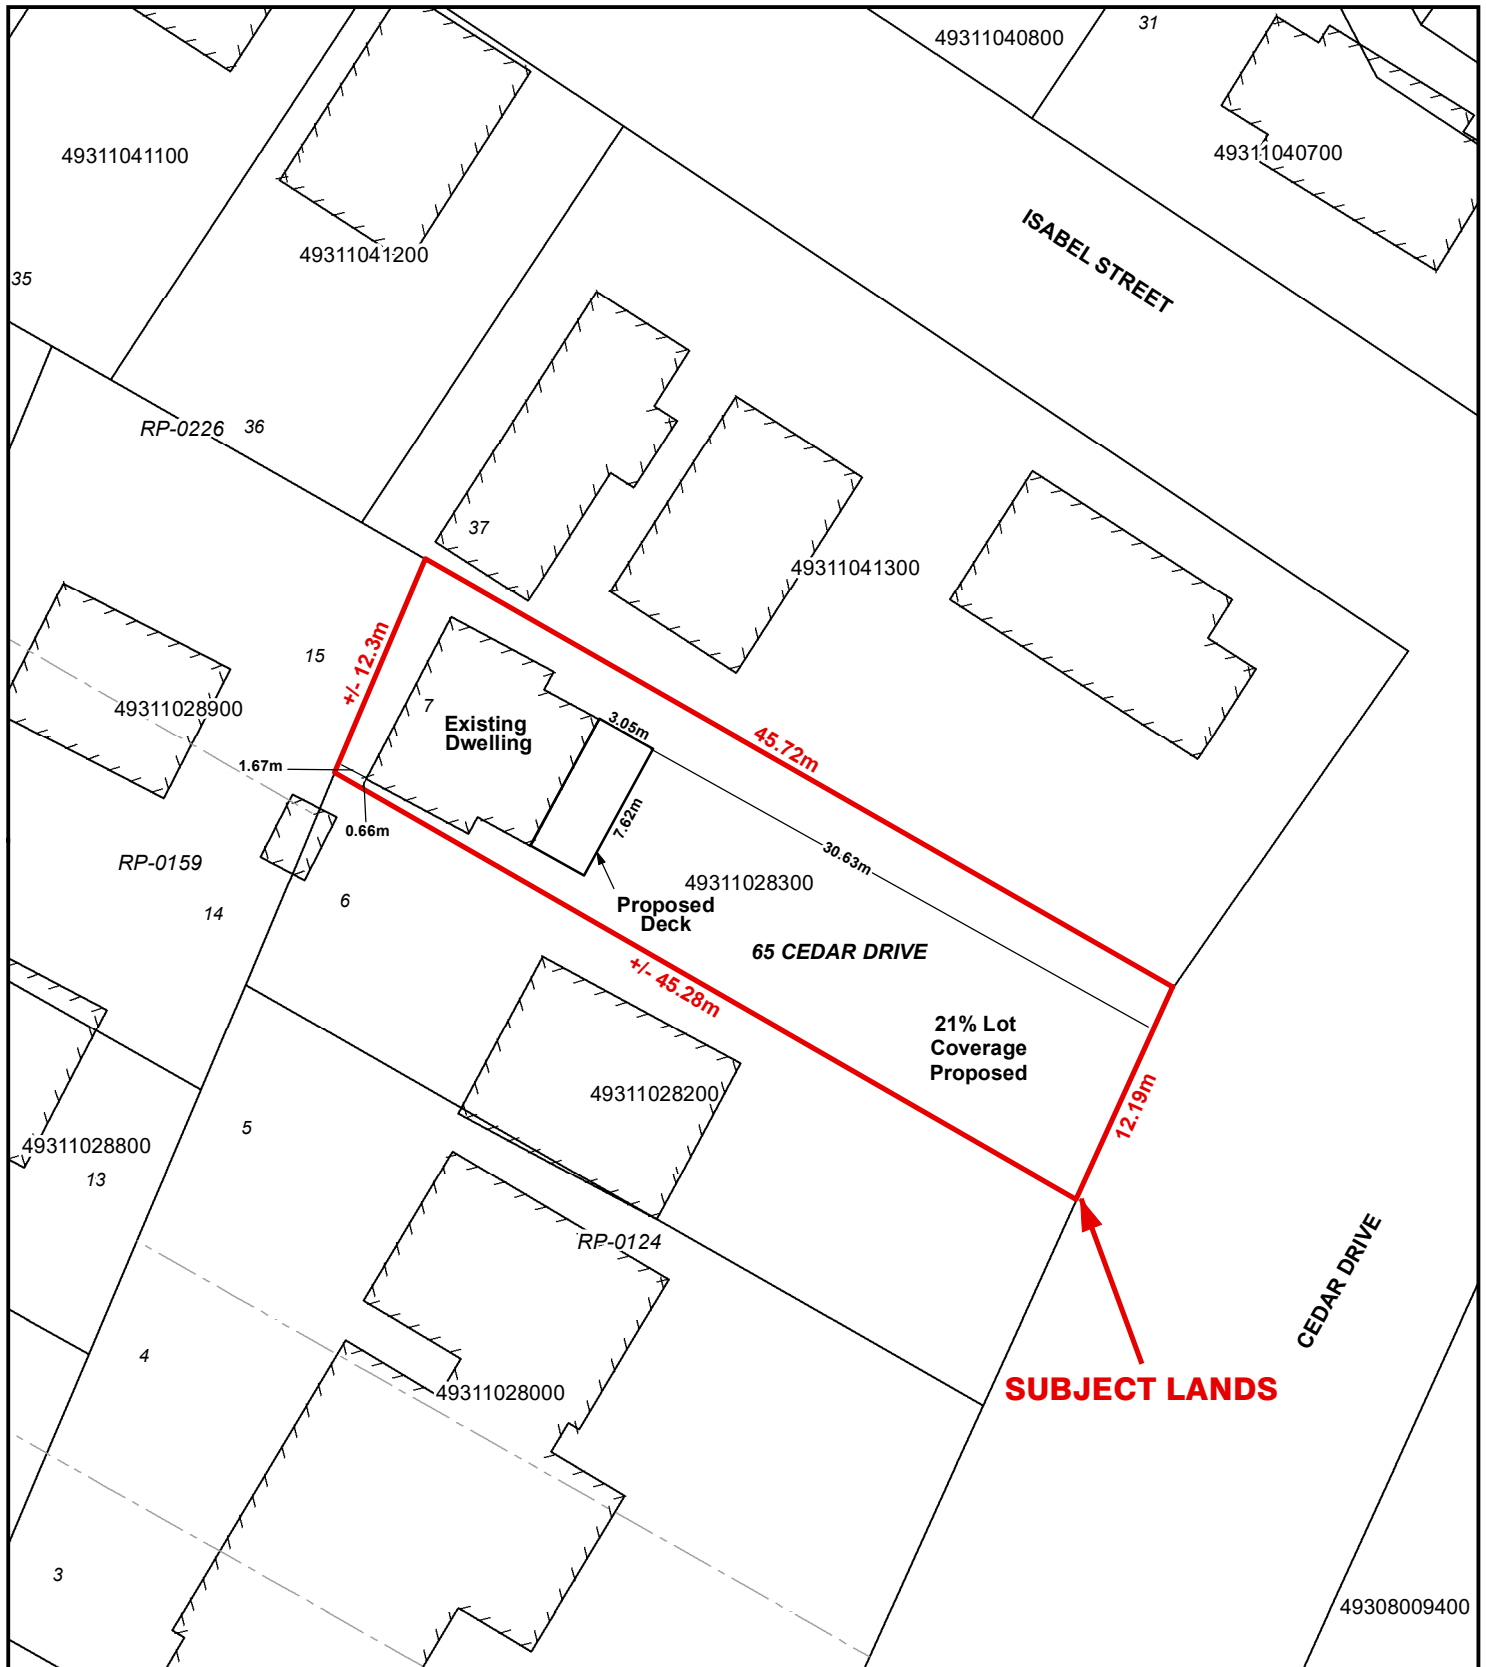 31
49311040800
49311041100
49311040700
ISABEL STREET
49311041200
35
RP-0226
36
37
49311041300
15
+/- 12.3m
49311028900
7
Existing
Dwelling
3.05m
45.72m
1.67m
0.66m
7.62m
30.63m
RP-0159
49311028300
6
14
Proposed
Deck
65 CEDAR DRIVE
+/- 45.28m
21% Lot
Coverage
Proposed
49311028200
12.19m
5
49311028800
13
RP-0124
CEDAR DRIVE
4
49311028000
SUBJECT LANDS
3
49308009400